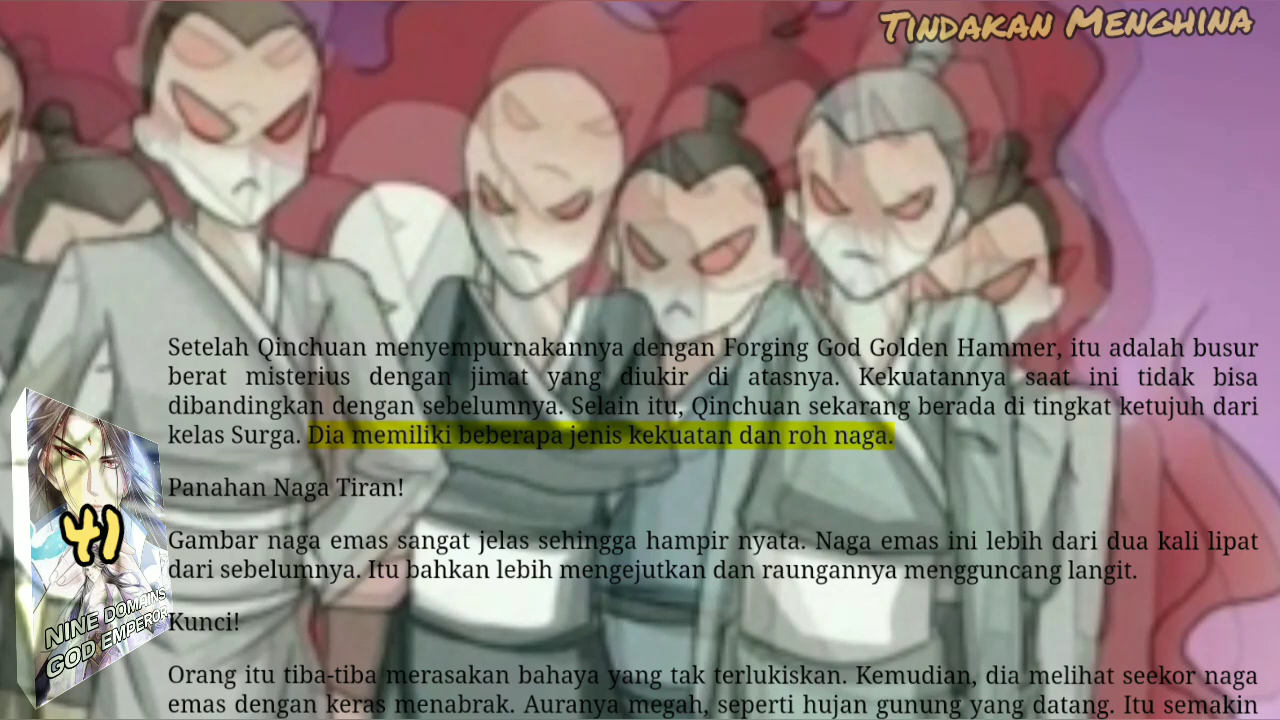 Tindakan Menghina
Setelah Qinchuan menyempurnakannya dengan Forging God Golden Hammer, itu adalah busur
berat misterius dengan jimat yang diukir di atasnya. Kekuatannya saat ini tidak bisa
dibandingkan dengan sebelumnya. Selain itu, Qinchuan sekarang berada di tingkat ketujuh dari
kelas Surga. Dia memiliki beberapa jenis kekuatan dan roh naga.
Panahan Naga Tiran!
Gambar naga emas sangat jelas sehingga hampir nyata. Naga emas ini lebih dari dua kali lipat
dari sebelumnya. Itu bahkan lebih mengejutkan dan raungannya mengguncang langit.
Kunci!
Orang itu tiba-tiba merasakan bahaya yang tak terlukiskan. Kemudian, dia melihat seekor naga
emas dengan keras menabrak. Auranya megah, seperti hujan gunung yang datang. Itu semakin
41
NINE DOMAINS
GOD EMPEROR